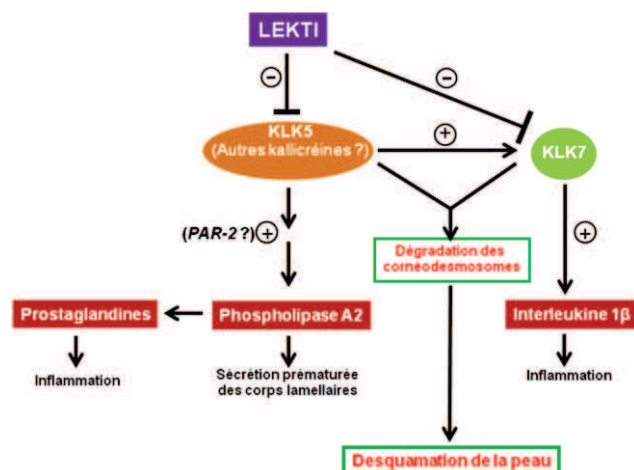 LEKTI
−
−
KLK5
(Autres kallicréines ?)
+
KLK7
(PAR-2 ?)
+
+
Dégradation des
cornéodesmosomes
Prostaglandines
Phospholipase A2
Interleukine 1β
Inflammation
Sécrétion prématurée
des corps lamellaires
Inflammation
Desquamation de la peau